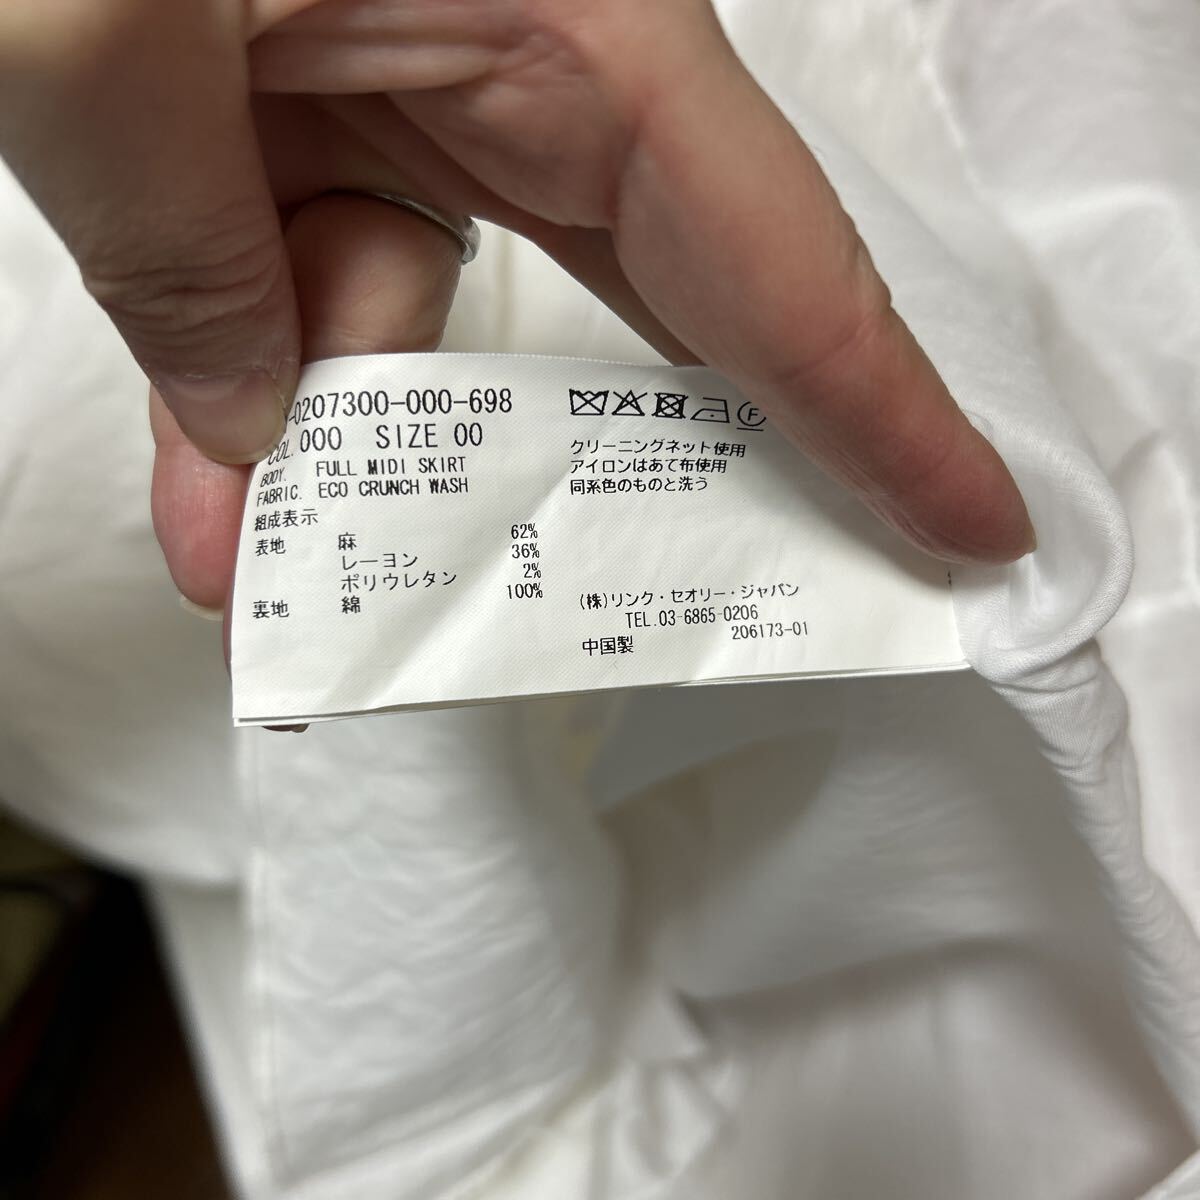 -0207300-000-698
COL. 000 SIZE 00
BODY. FULL MIDI SKIRT
FABRIC. ECO CRUNCH WASH
組成表示
表地 麻 62%
レーヨン 36%
ポリウレタン 2%
裏地 綿 100%
F
クリーニングネット使用
アイロンはあて布使用
同系色のものと洗う
(株)リンク・セオリー・ジャパン
TEL.03-6865-0206
206173-01
中国製